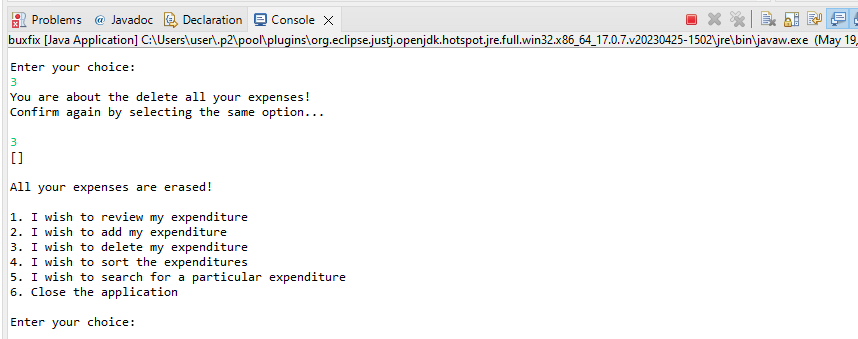 Problems @ Javadoc Declaration Console
buxfix [Java Application] C:\Users\user\.p2\pool\plugins\org.eclipse.justj.openjdk.hotspot.jre.full.win32.x86_64_17.0.7.v20230425-1502\jre\bin\javaw.exe (May 19,
Enter your choice:
3
You are about the delete all your expenses!
Confirm again by selecting the same option...
3
[]
All your expenses are erased!
1. I wish to review my expenditure
2. I wish to add my expenditure
3. I wish to delete my expenditure
4. I wish to sort the expenditures
5. I wish to search for a particular expenditure
6. Close the application
Enter your choice: